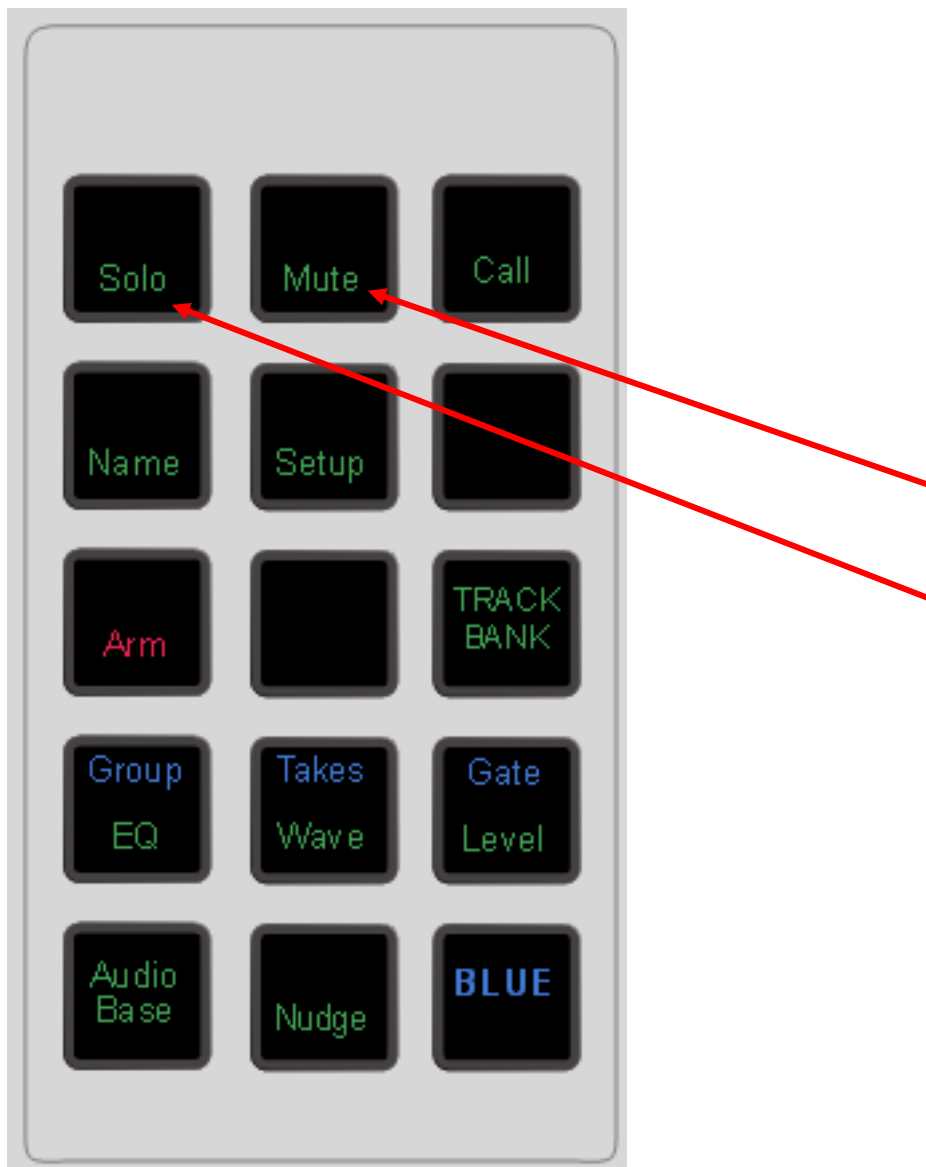 Solo
Mute
Call
Name
Setup
Arm
TRACK
BANK
Group
EQ
Takes
Wave
Gate
Level
Audio
Base
Nudge
BLUE